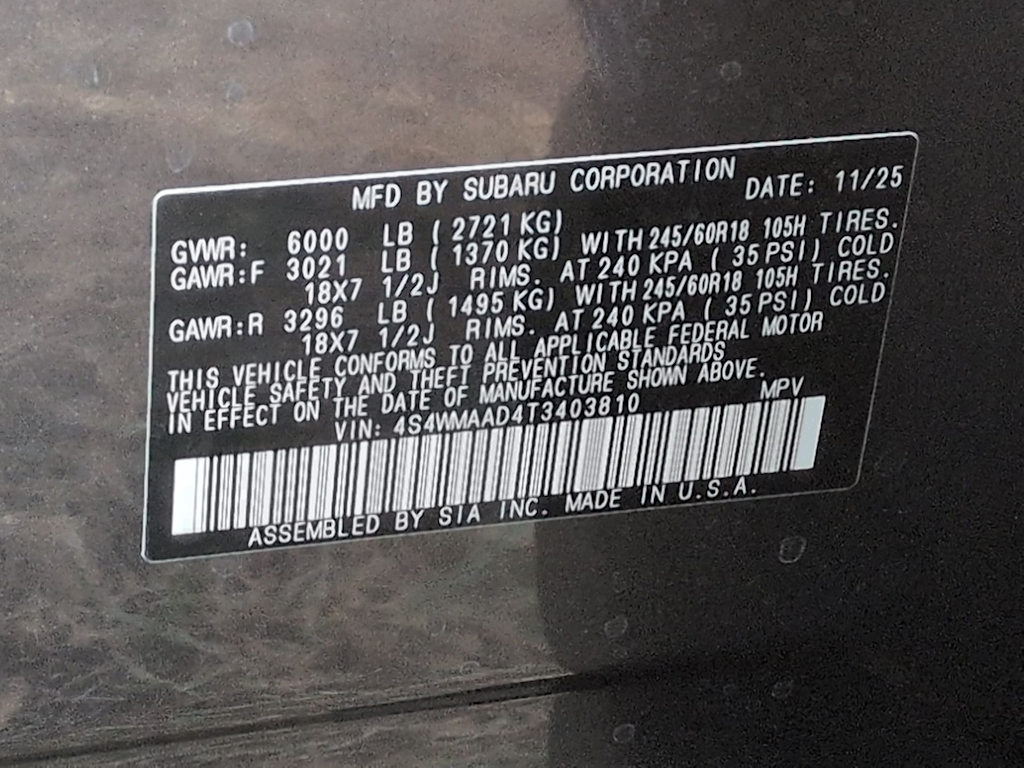 MFD BY SUBARU CORPORATION DATE: 11/25
GVWR: 6000 LB ( 2721 KG)
GAWR:F 3021 LB ( 1370 KG) WITH 245/60R18 105H TIRES.
18X7 1/2J RIMS. AT 240 KPA ( 35 PSI) COLD
GAWR:R 3296 LB ( 1495 KG) WITH 245/60R18 105H TIRES.
18X7 1/2J RIMS. AT 240 KPA ( 35 PSI) COLD
THIS VEHICLE CONFORMS TO ALL APPLICABLE FEDERAL MOTOR
VEHICLE SAFETY AND THEFT PREVENTION STANDARDS
IN EFFECT ON THE DATE OF MANUFACTURE SHOWN ABOVE.
VIN: 4S4WMAAD4T3403810 MPV
ASSEMBLED BY SIA INC. MADE IN U.S.A.